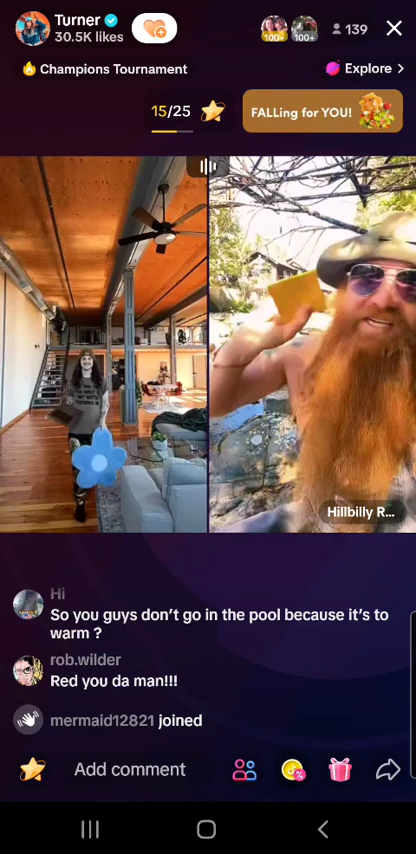 Turner
30.5K likes
100+
100+
139
Champions Tournament
Explore >
15/25
FALLing for YOU!
Hillbilly R...
Hi
So you guys don't go in the pool because it's to
warm ?
rob.wilder
Red you da man!!!
mermaid12821 joined
Add comment